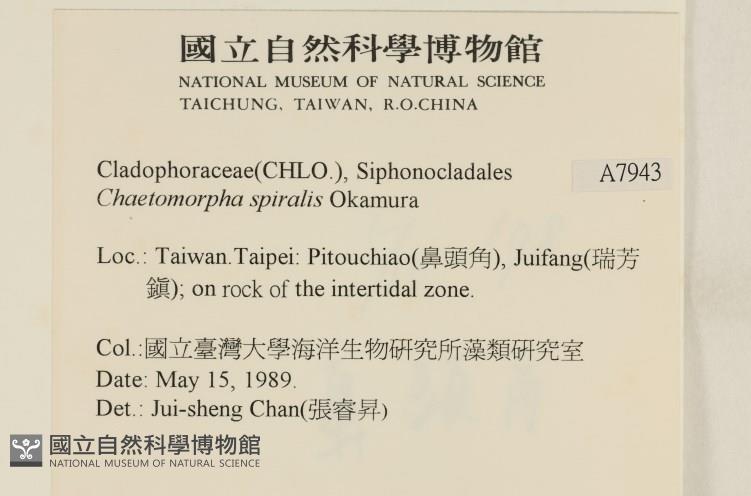 國立自然科學博物館
NATIONAL MUSEUM OF NATURAL SCIENCE
TAICHUNG, TAIWAN, R.O.CHINA
Cladophoraceae(CHLO.), Siphonocladales
A7943
Chaetomorpha spiralis Okamura
Loc.: Taiwan.Taipei: Pitouchiao(鼻頭角), Juifang(瑞芳
鎮); on rock of the intertidal zone.
Col.:國立臺灣大學海洋生物研究所藻類研究室
Date: May 15, 1989.
Det.: Jui-sheng Chan(張睿昇)
國立自然科學博物館
NATIONAL MUSEUM OF NATURAL SCIENCE